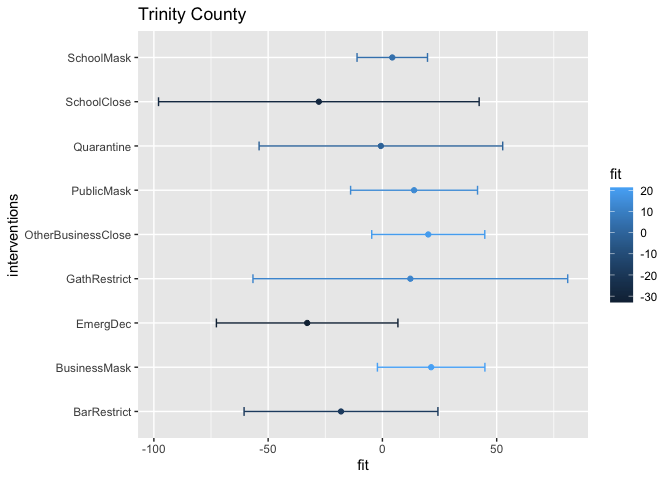 Trinity County
SchoolMask
SchoolClose
Quarantine
PublicMask
OtherBusinessClose
GathRestrict
EmergDec
BusinessMask
BarRestrict
interventions
-100
-50
0
50
fit
fit
20
10
0
-10
-20
-30